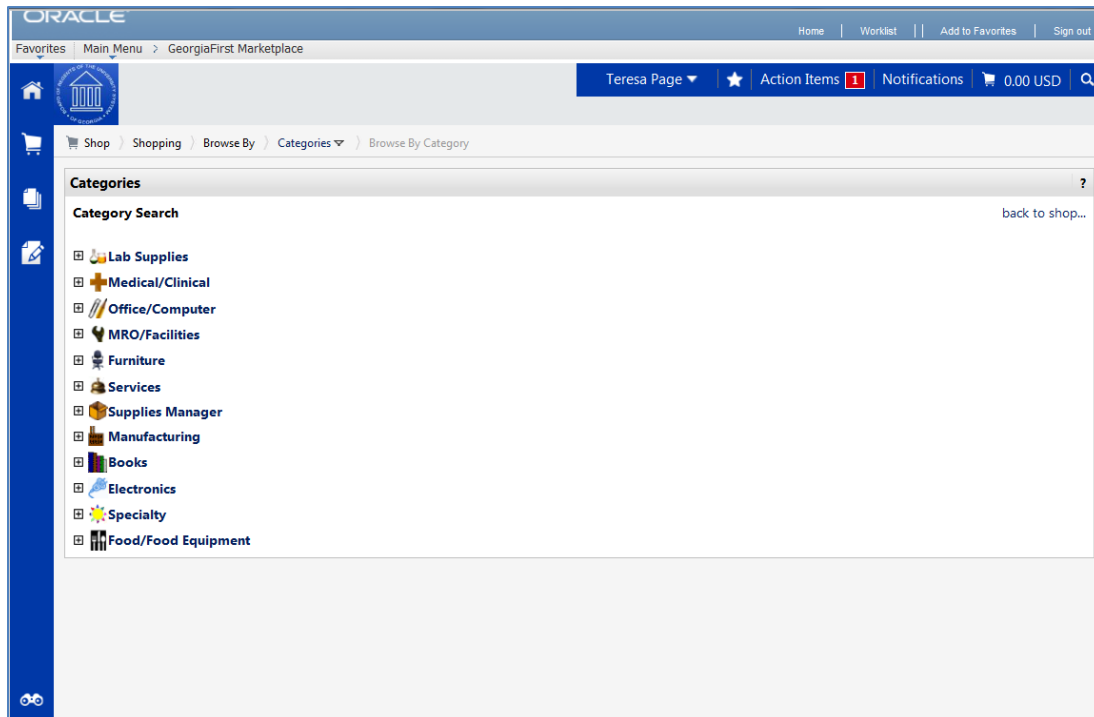 ORACLE
Home | Worklist || Add to Favorites | Sign out
Favorites Main Menu > GeorgiaFirst Marketplace
Teresa Page Action Items 1 Notifications 0.00 USD
Shop Shopping Browse By Categories Browse By Category
Categories ?
Category Search back to shop...
Lab Supplies
Medical/Clinical
Office/Computer
MRO/Facilities
Furniture
Services
Supplies Manager
Manufacturing
Books
Electronics
Specialty
Food/Food Equipment